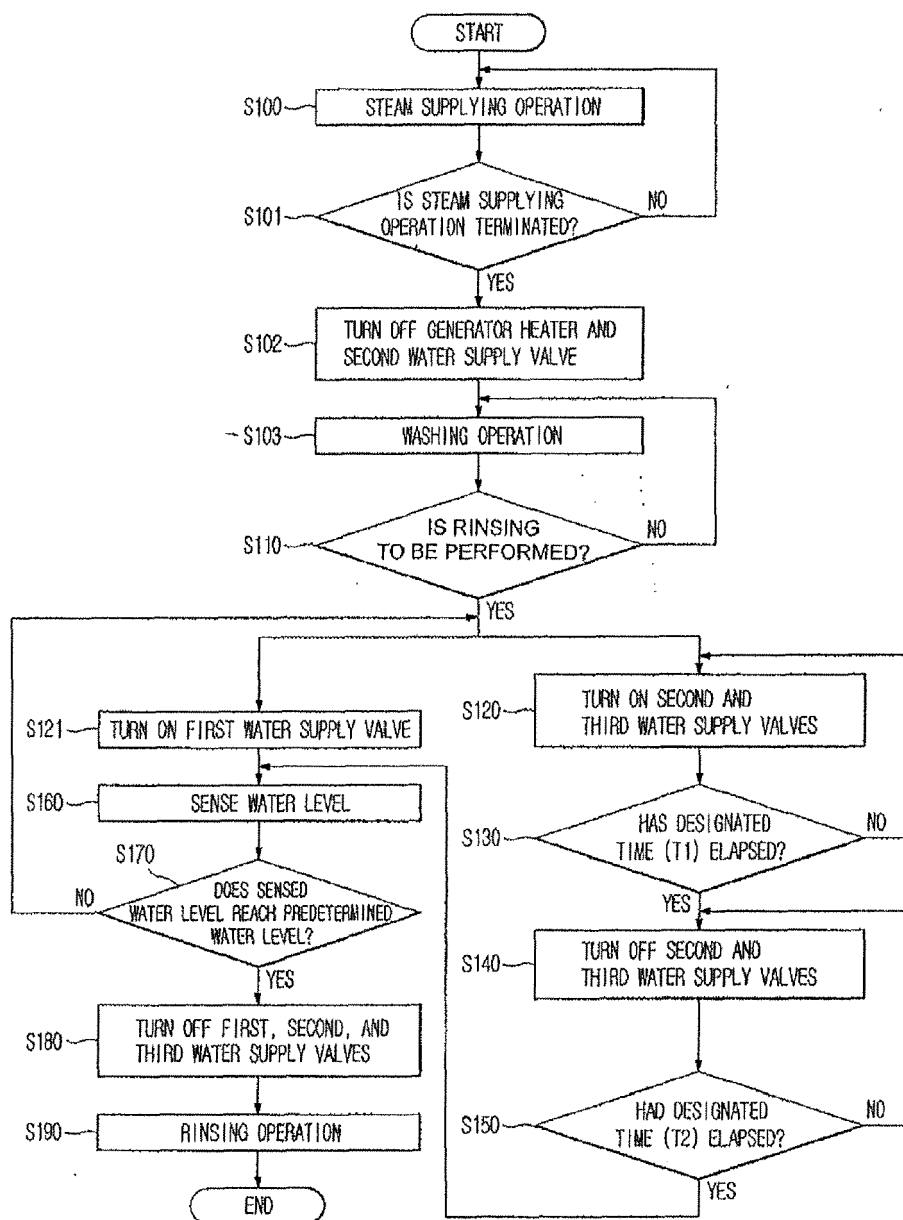 START
S100
STEAM SUPPLYING OPERATION
S101
IS STEAM SUPPLYING
OPERATION TERMINATED?
NO
YES
S102
TURN OFF GENERATOR HEATER AND
SECOND WATER SUPPLY VALVE
S103
WASHING OPERATION
S110
IS RINSING
TO BE PERFORMED?
NO
YES
S121
TURN ON FIRST WATER SUPPLY VALVE
S160
SENSE WATER LEVEL
S170
DOES SENSED
WATER LEVEL REACH PREDETERMINED
WATER LEVEL?
NO
YES
S180
TURN OFF FIRST, SECOND, AND
THIRD WATER SUPPLY VALVES
S190
RINSING OPERATION
END
S120
TURN ON SECOND AND
THIRD WATER SUPPLY VALVES
S130
HAS DESIGNATED
TIME (T1) ELAPSED?
NO
YES
S140
TURN OFF SECOND AND
THIRD WATER SUPPLY VALVES
S150
HAD DESIGNATED
TIME (T2) ELAPSED?
NO
YES